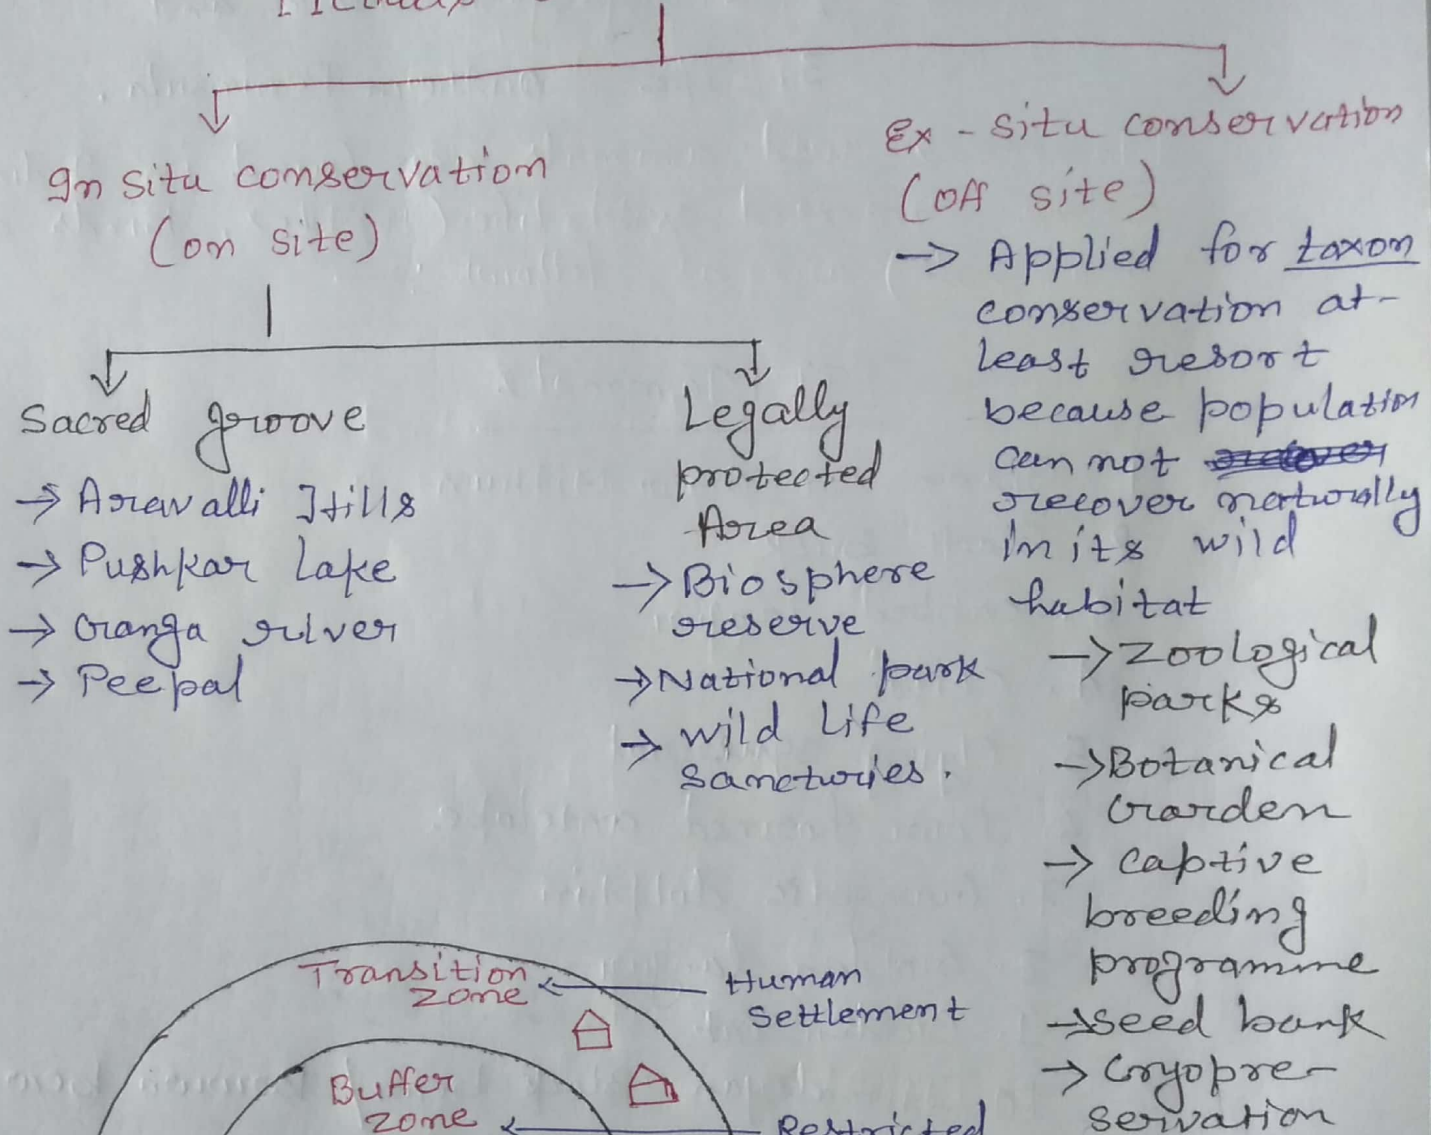 In situ conservation
(on site)
Sacred groove
→ Aravalli Hills
→ Pushkar Lake
→ Ganga river
→ Peepal
Legally
protected
Area
→ Biosphere
reserve
→ National park
→ Wild Life
Sancturies.
Ex-situ conservation
(off site)
→ Applied for taxon
conservation at-
least resort
because population
can not
recover naturally
in its wild
habitat
→ Zoological
parks
→ Botanical
Garden
→ Captive
breeding
programme
→ Seed bank
→ Cryopre-
servation
Transition
zone
Human
Settlement
Buffer
zone
Restricted